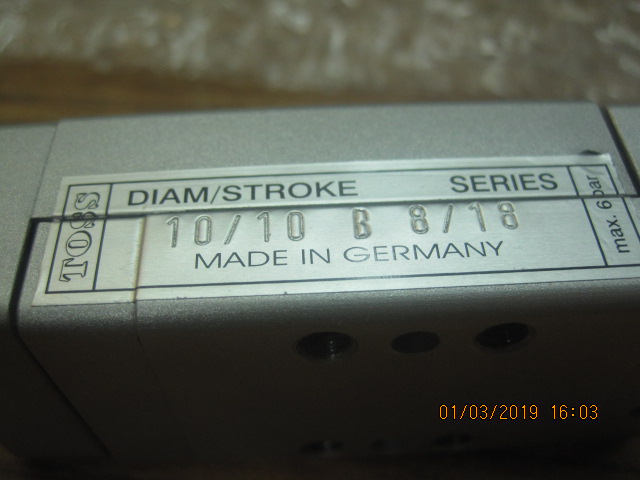 TOSS
DIAM/STROKE SERIES
10/10 B 8/18
MADE IN GERMANY
max. 6 bar
01/03/2019 16:03